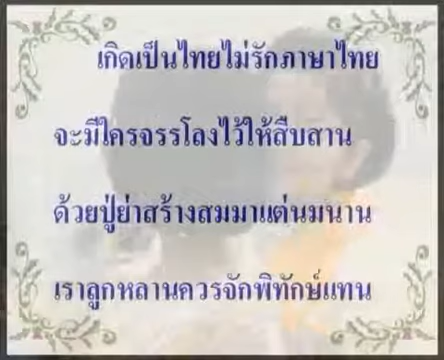 เกิดเป็นไทยไม่รักภาษาไทย
จะมีใครจรรโลงไว้ให้สืบสาน
ด้วยปู่ย่าสร้างสมมาแต่นมนาน
เราลูกหลานควรจักพิทักษ์แทน